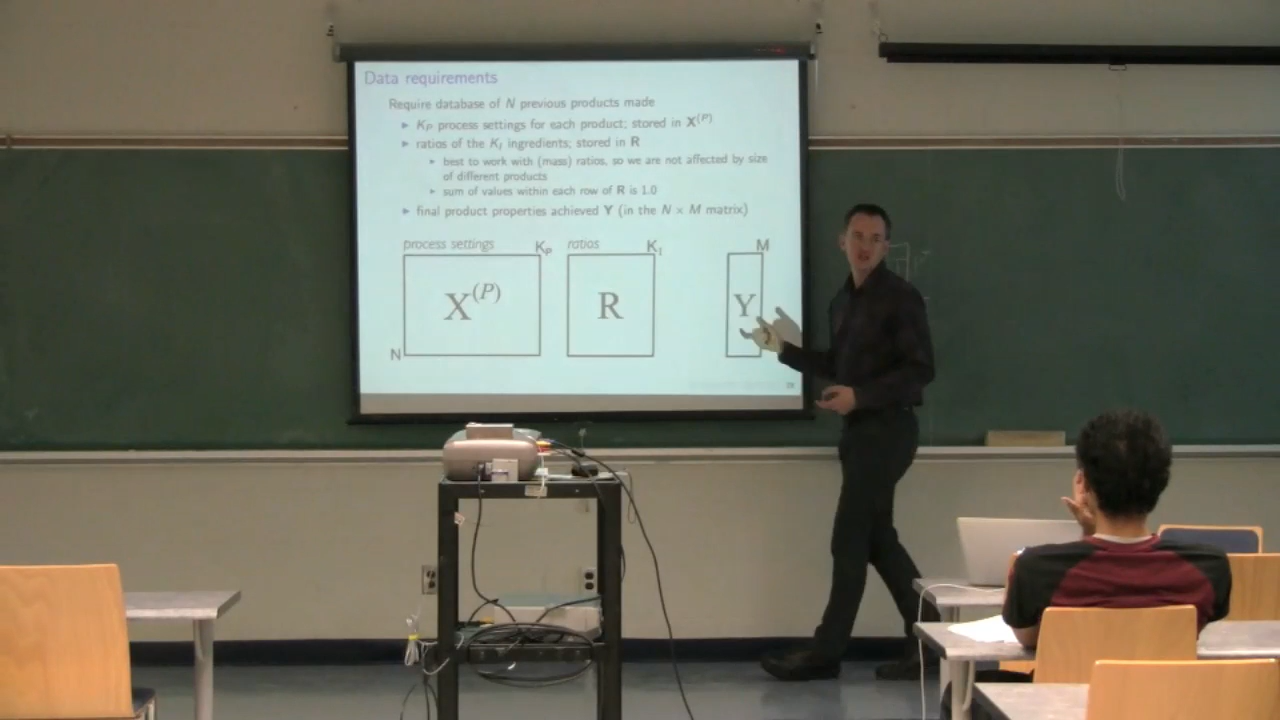 Data requirements
Require database of N previous products made
► K_P process settings for each product; stored in X^(P)
► ratios of the K_I ingredients; stored in R
► best to work with (mass) ratios, so we are not affected by size
of different products
► sum of values within each row of R is 1.0
► final product properties achieved Y (in the N × M matrix)
process settings K_P ratios K_I M
X^(P) R Y
N